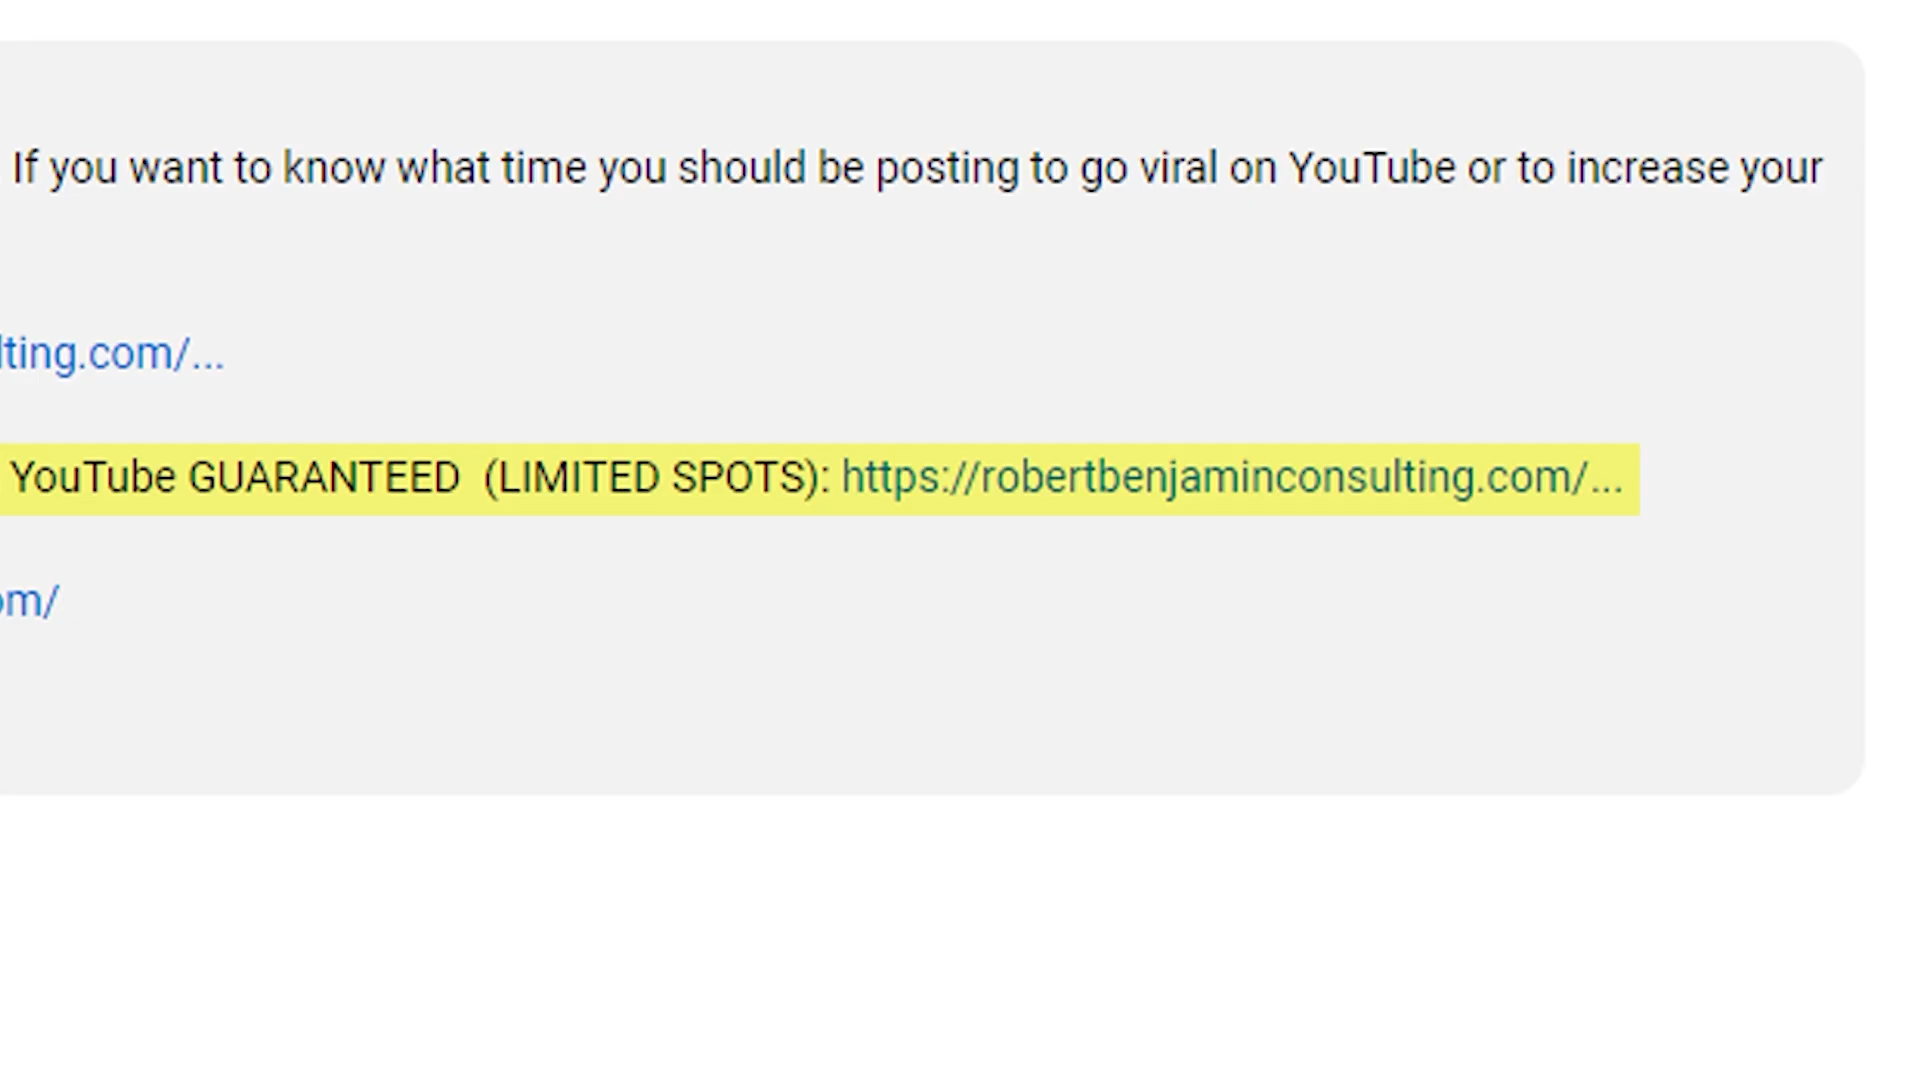 If you want to know what time you should be posting to go viral on YouTube or to increase your
lting.com/...
YouTube GUARANTEED (LIMITED SPOTS): https://robertbenjaminconsulting.com/...
om/